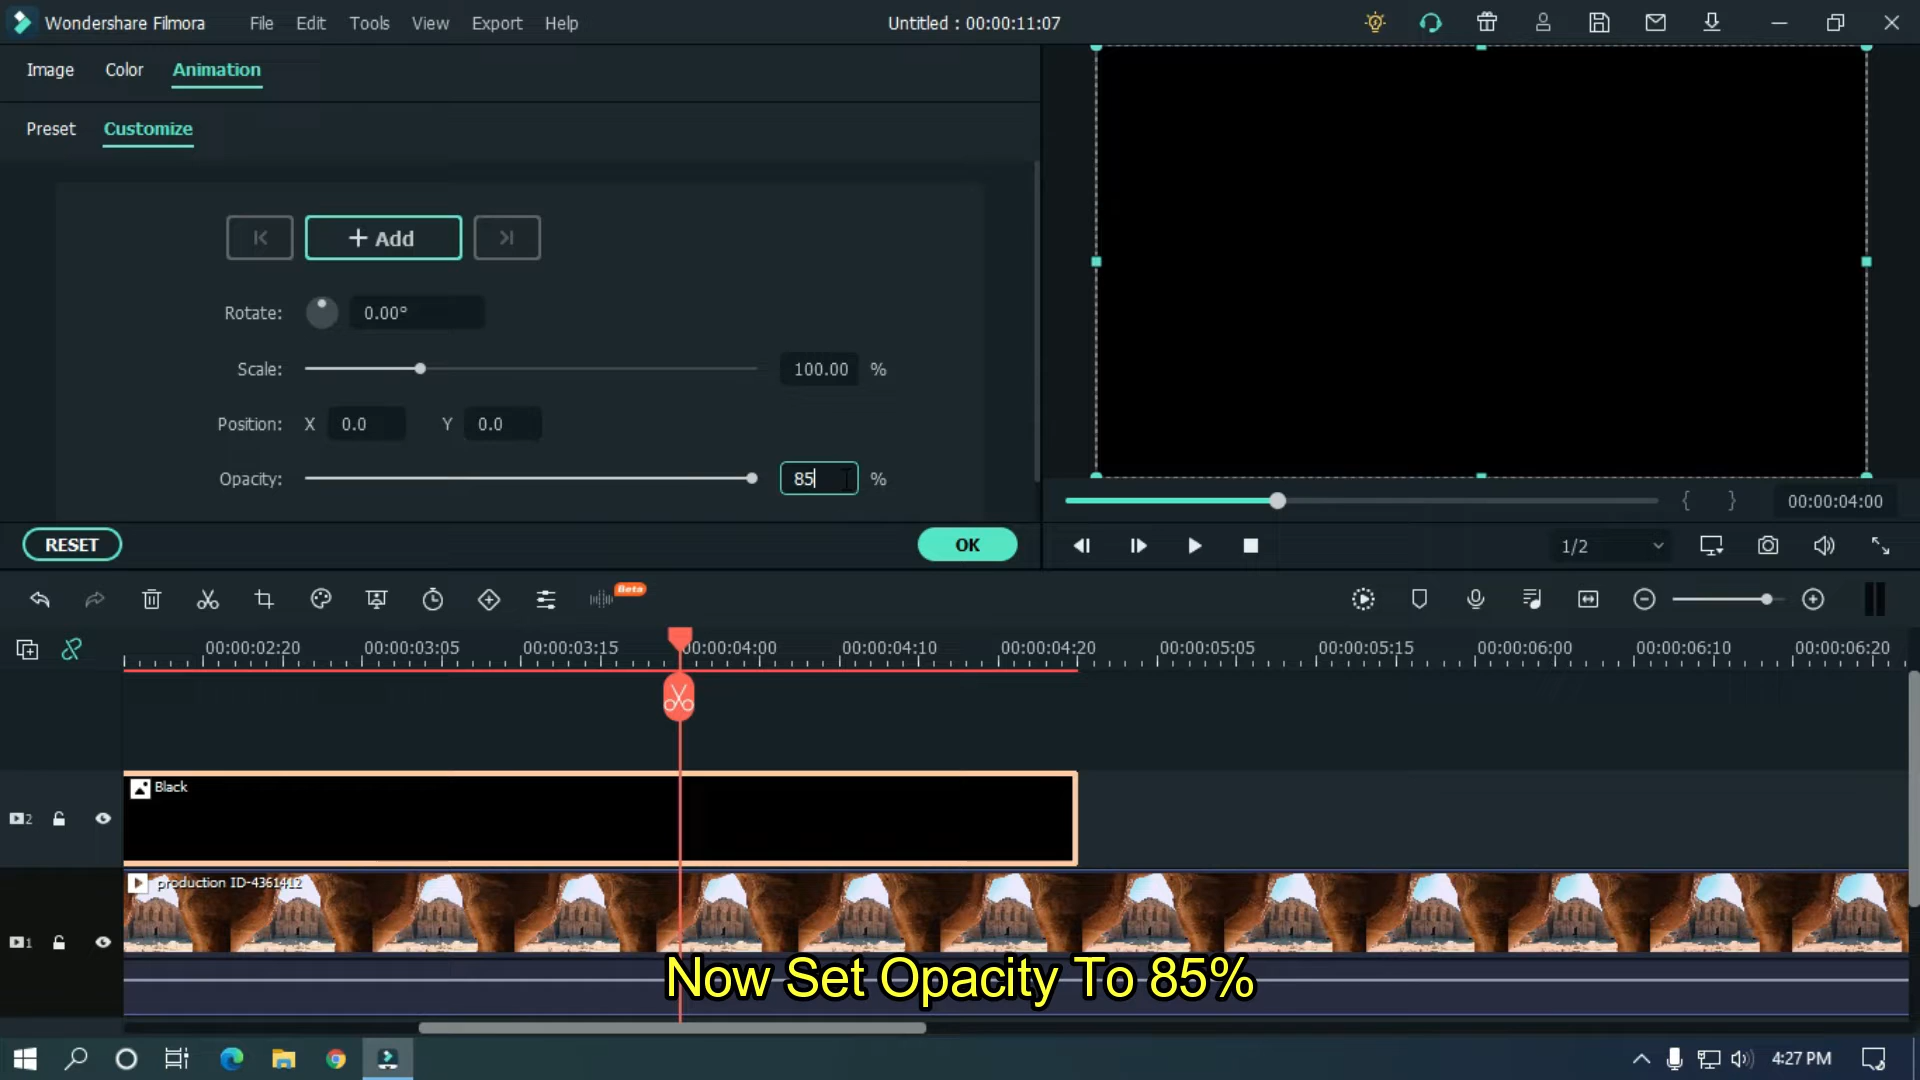 Wondershare Filmora File Edit Tools View Export Help Untitled : 00:00:11:07
Image Color Animation
Preset Customize
+ Add
Rotate: 0.00°
Scale: 100.00 %
Position: X 0.0 Y 0.0
Opacity: 85 %
RESET OK
{ } 00:00:04:00
1/2
Beta
00:00:02:20 00:00:03:05 00:00:03:15 00:00:04:00 00:00:04:10 00:00:04:20 00:00:05:05 00:00:05:15 00:00:06:00 00:00:06:10 00:00:06:20
Black
2
production ID-4361412
1
Now Set Opacity To 85%
4:27 PM